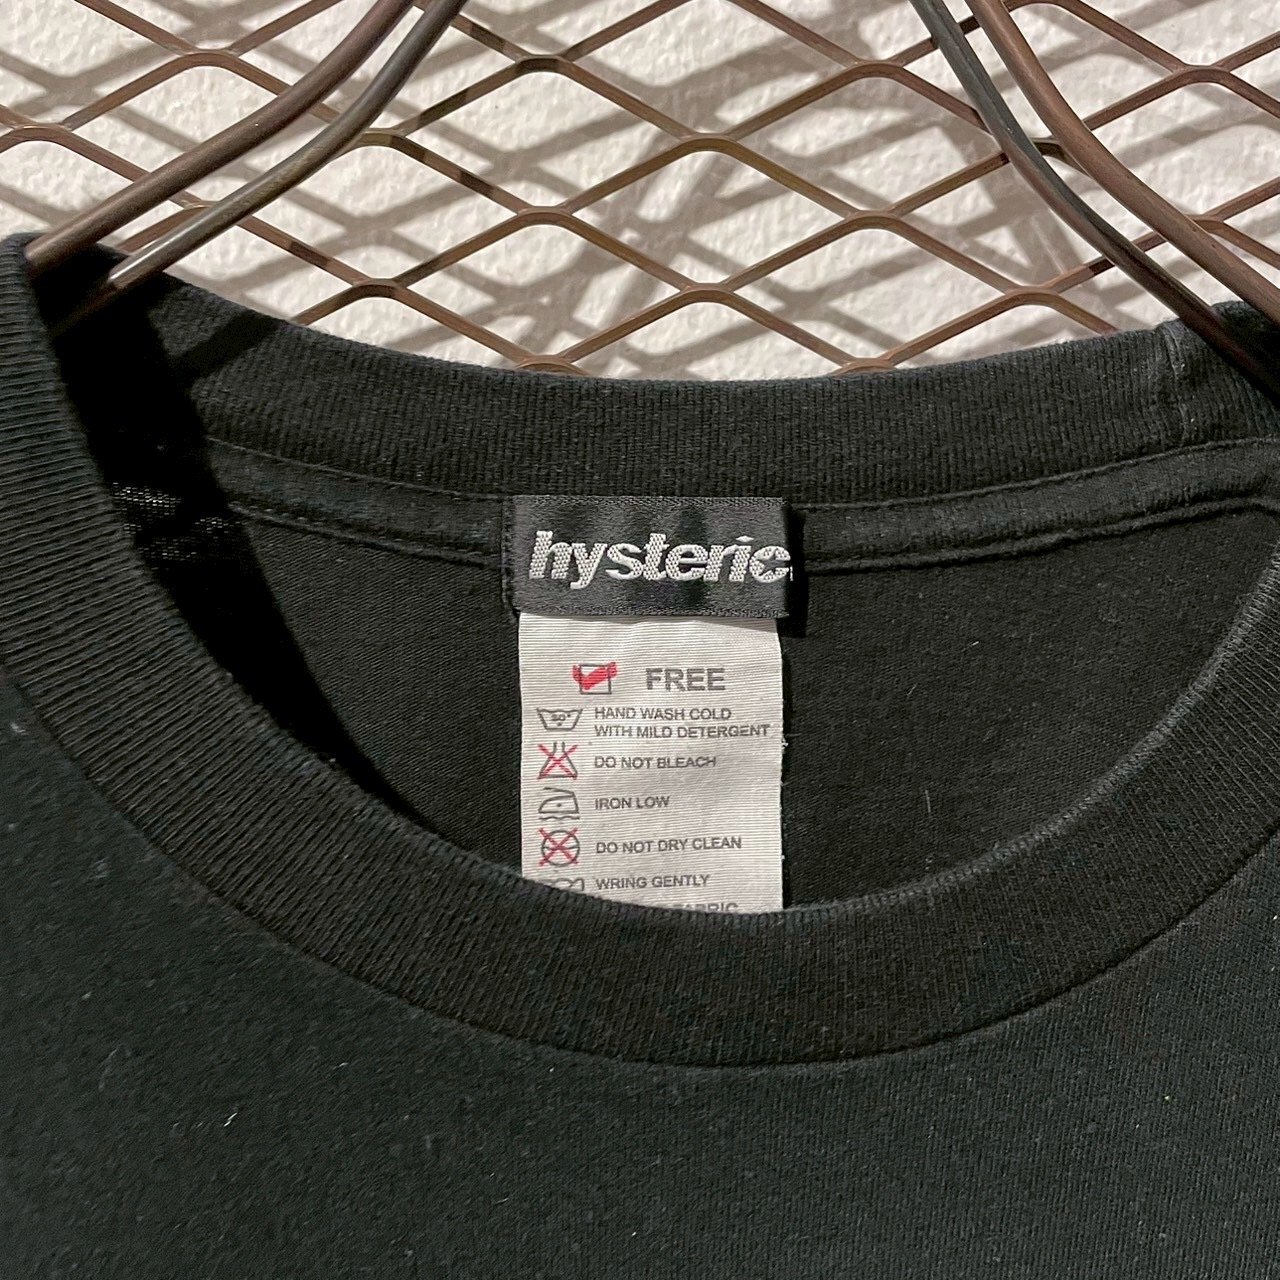 hysteric
FREE
HAND WASH COLD
WITH MILD DETERGENT
DO NOT BLEACH
IRON LOW
DO NOT DRY CLEAN
WRING GENTLY
FABRIC